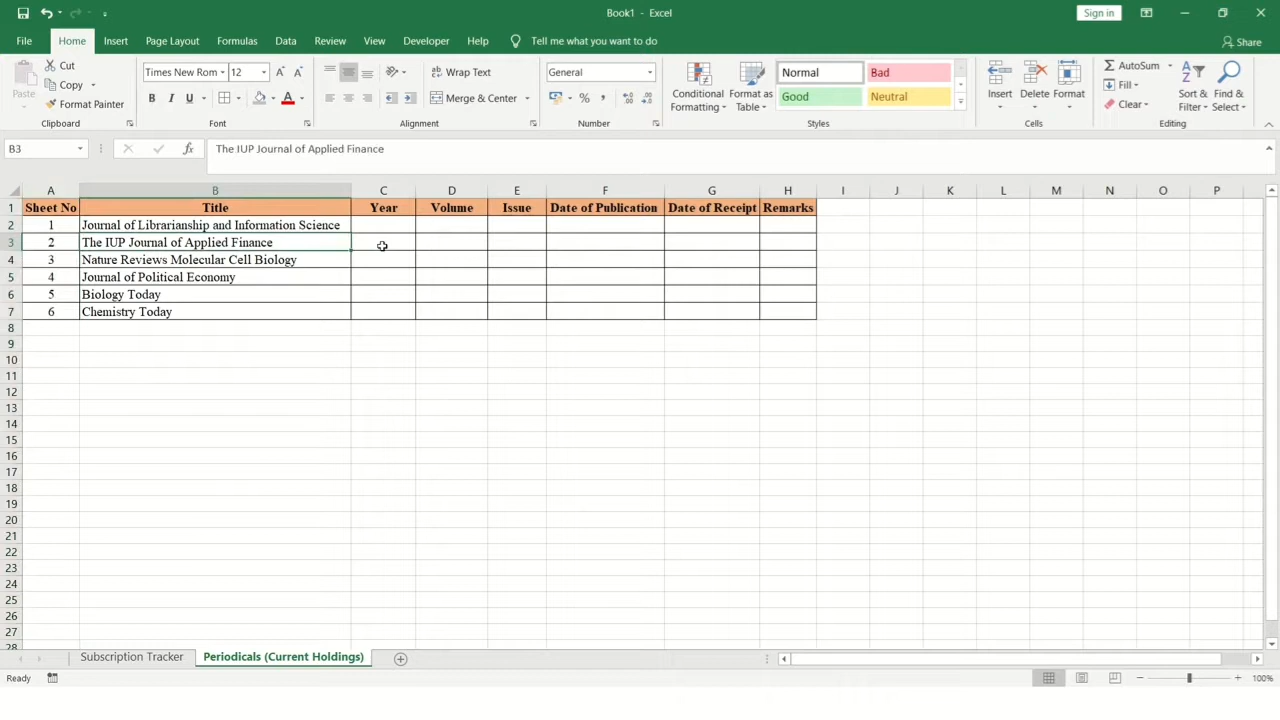 Book1 - Excel
Sign in
File Home Insert Page Layout Formulas Data Review View Developer Help Tell me what you want to do Share
Paste
Cut
Copy
Format Painter
Clipboard
Times New Rom 12
B I U
Font
Wrap Text
Merge & Center
Alignment
General
Number
Conditional Formatting
Format as Table
Normal Bad
Good Neutral
Styles
Insert Delete Format
Cells
AutoSum
Fill
Clear
Sort & Filter
Find & Select
Editing
B3 fx The IUP Journal of Applied Finance
A B C D E F G H I J K L M N O P
1 Sheet No Title Year Volume Issue Date of Publication Date of Receipt Remarks
2 1 Journal of Librarianship and Information Science
3 2 The IUP Journal of Applied Finance
4 3 Nature Reviews Molecular Cell Biology
5 4 Journal of Political Economy
6 5 Biology Today
7 6 Chemistry Today
8
9
10
11
12
13
14
15
16
17
18
19
20
21
22
23
24
25
26
27
28
Subscription Tracker Periodicals (Current Holdings)
Ready 100%